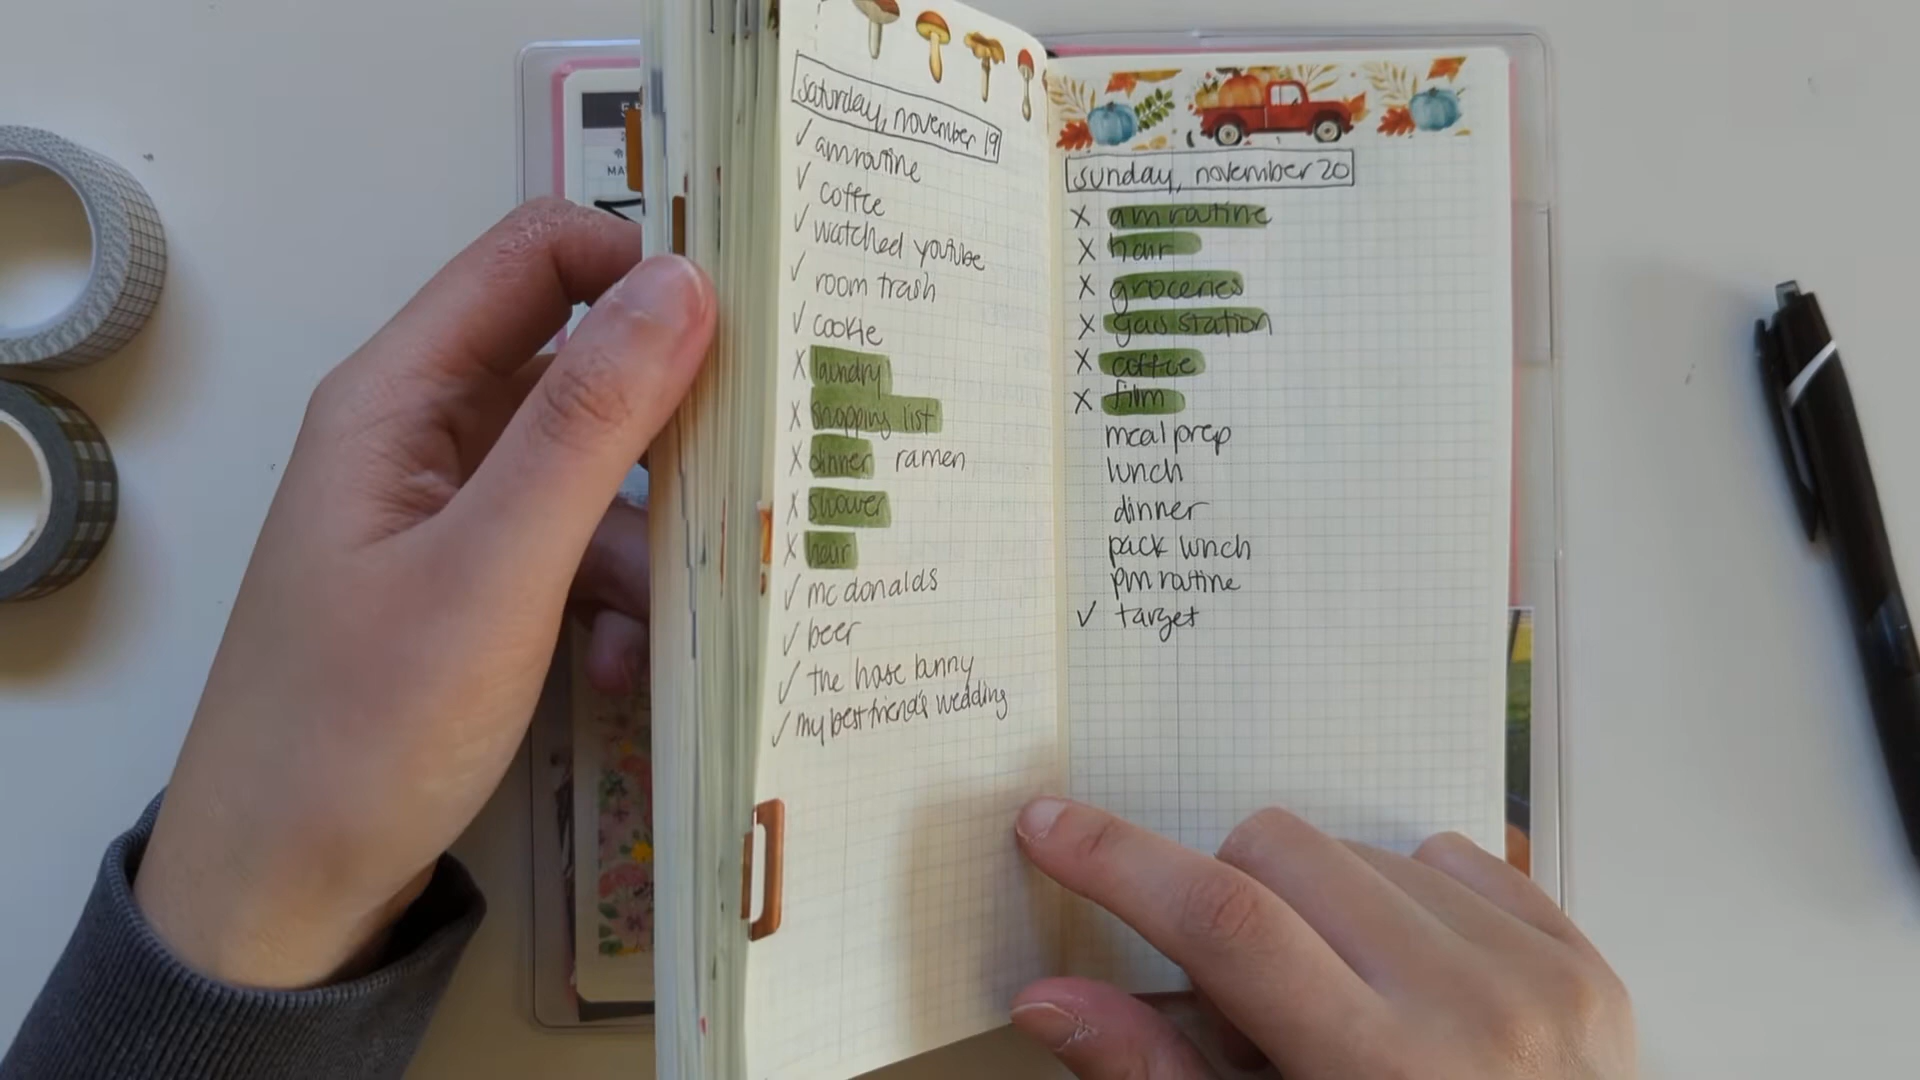 saturday, november 19
✓ am routine
✓ coffee
✓ watched youtube
✓ room trash
✓ cookie
X laundry
X shopping list
X dinner ramen
X shower
X hair
✓ mc donalds
✓ beer
✓ the hose bunny
✓ my best friend's wedding
sunday, november 20
X am routine
X hair
X groceries
X gas station
X coffee
X film
meal prep
lunch
dinner
pack lunch
pm routine
✓ target